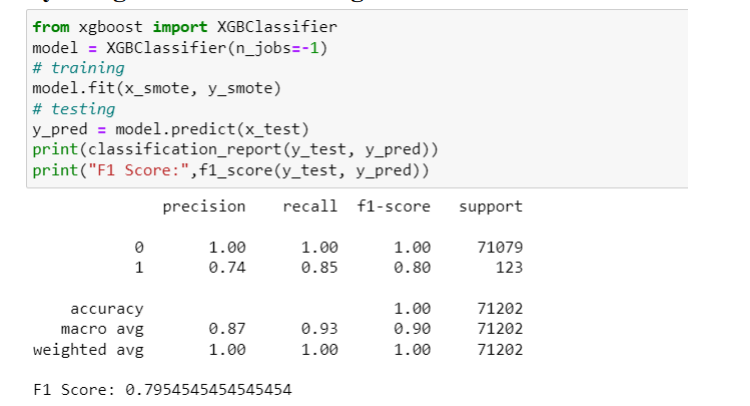 from xgboost import XGBClassifier
model = XGBClassifier(n_jobs=-1)
# training
model.fit(x_smote, y_smote)
# testing
y_pred = model.predict(x_test)
print(classification_report(y_test, y_pred))
print("F1 Score:",f1_score(y_test, y_pred))
precision recall f1-score support
0 1.00 1.00 1.00 71079
1 0.74 0.85 0.80 123
accuracy 1.00 71202
macro avg 0.87 0.93 0.90 71202
weighted avg 1.00 1.00 1.00 71202
F1 Score: 0.7954545454545454